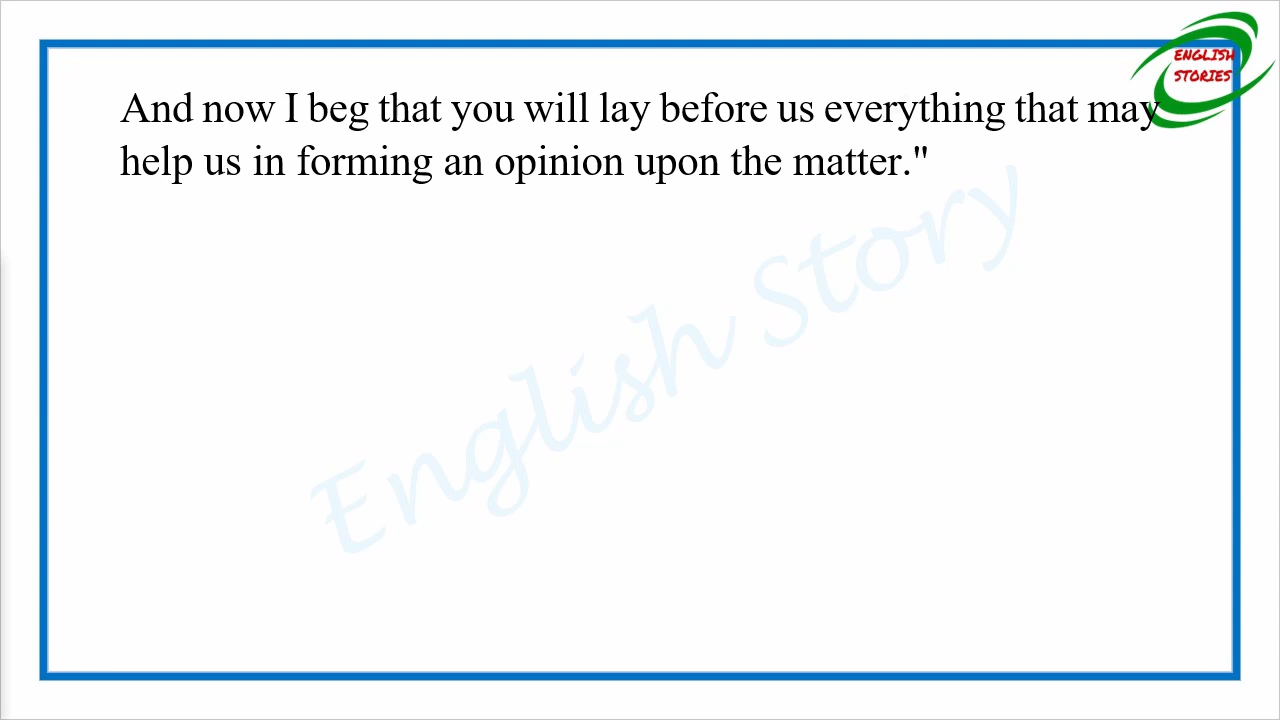 ENGLISH
STORIES
And now I beg that you will lay before us everything that may
help us in forming an opinion upon the matter."
English Story